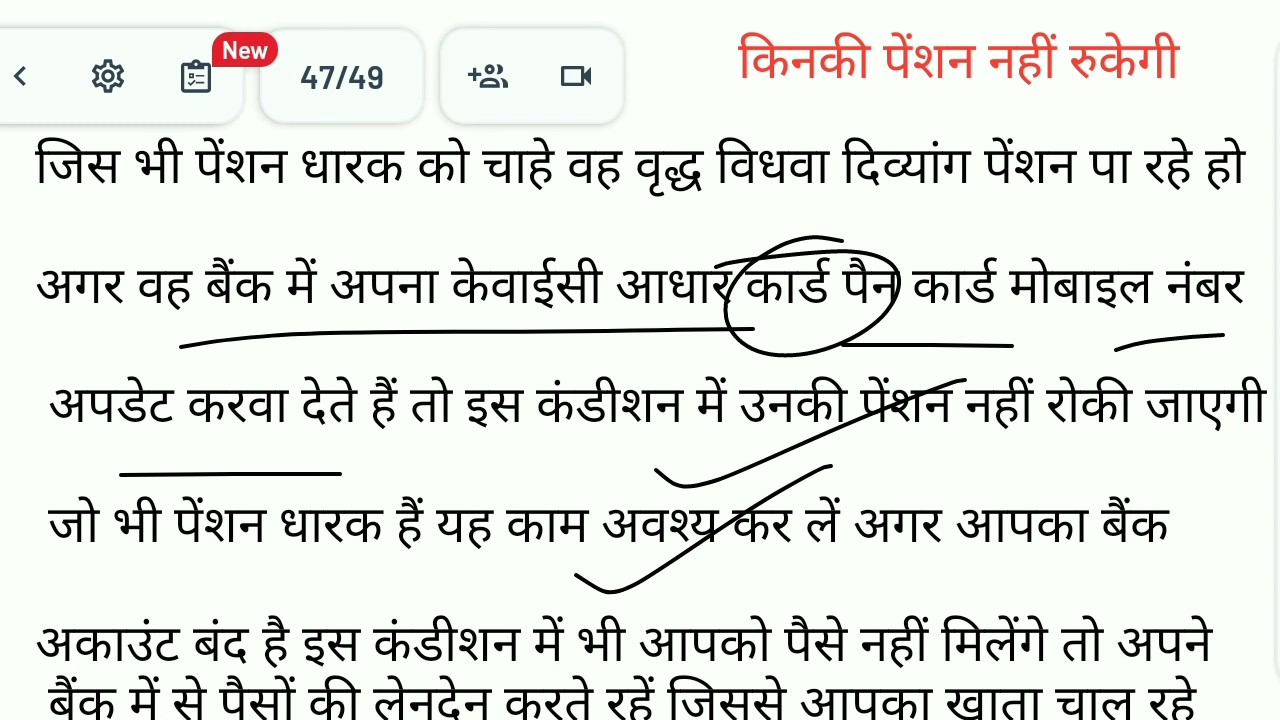 New
47/49
किनकी पेंशन नहीं रुकेगी
जिस भी पेंशन धारक को चाहे वह वृद्ध विधवा दिव्यांग पेंशन पा रहे हो
अगर वह बैंक में अपना केवाईसी आधार कार्ड पैन कार्ड मोबाइल नंबर
अपडेट करवा देते हैं तो इस कंडीशन में उनकी पेंशन नहीं रोकी जाएगी
जो भी पेंशन धारक हैं यह काम अवश्य कर लें अगर आपका बैंक
अकाउंट बंद है इस कंडीशन में भी आपको पैसे नहीं मिलेंगे तो अपने
बैंक में से पैसों की लेनदेन करते रहें जिससे आपका खाता चालू रहे